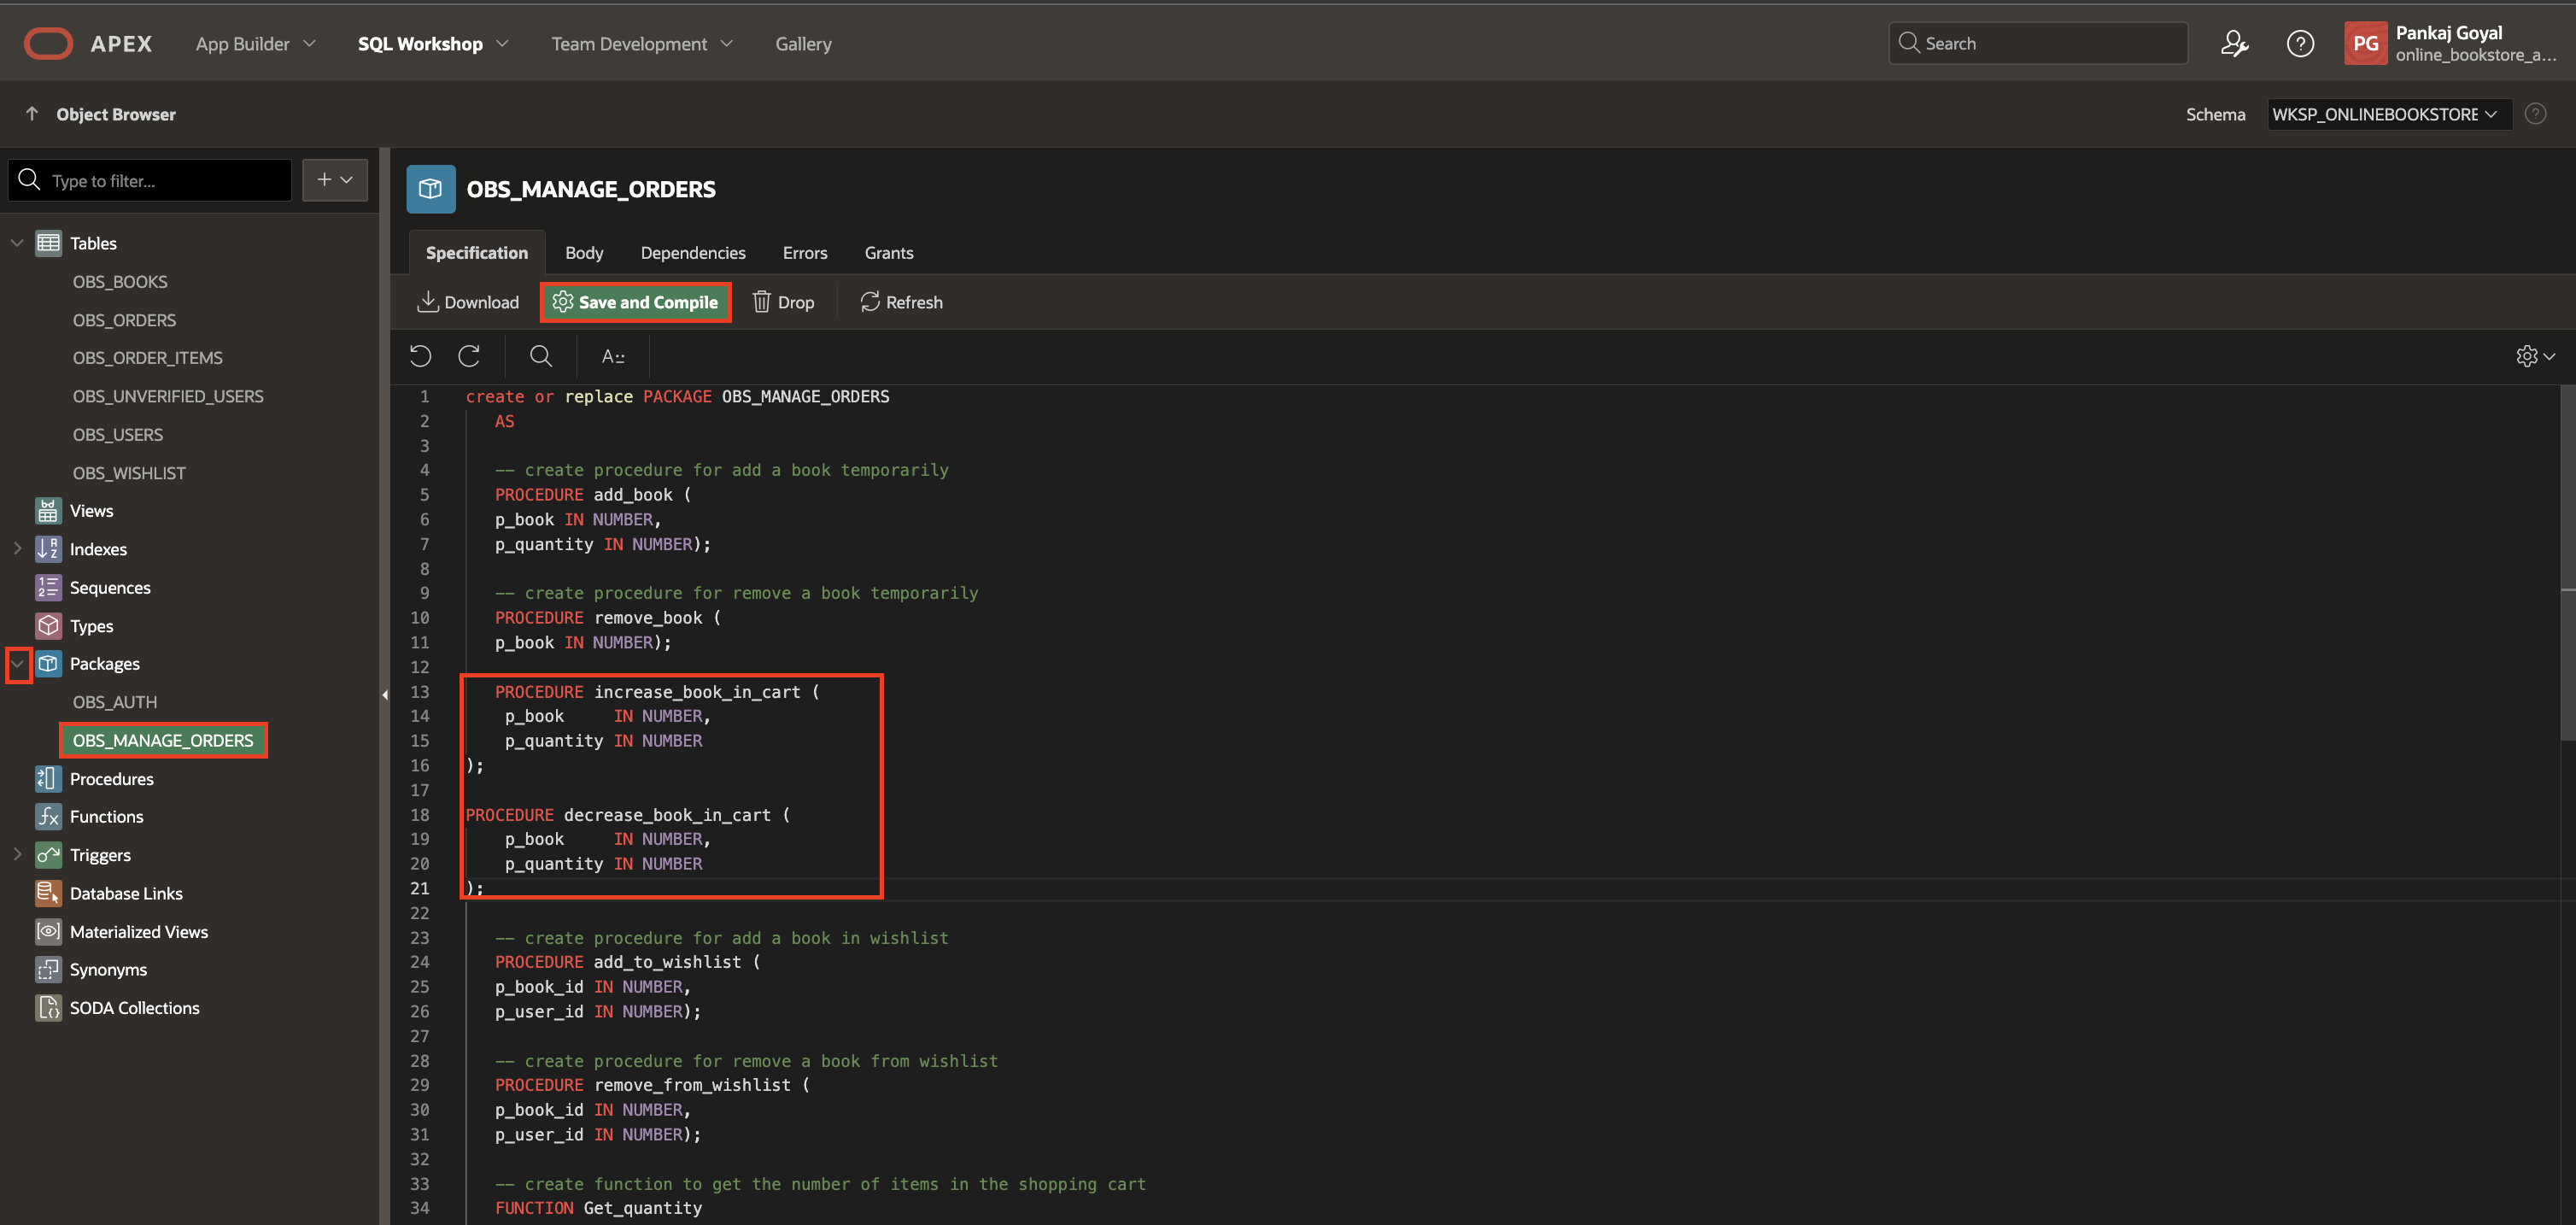 APEX
App Builder
SQL Workshop
Team Development
Gallery
Search
PG
Pankaj Goyal
online_bookstore_a...
Object Browser
Schema
WKSP_ONLINEBOOKSTORE
Type to filter...
Tables
OBS_BOOKS
OBS_ORDERS
OBS_ORDER_ITEMS
OBS_UNVERIFIED_USERS
OBS_USERS
OBS_WISHLIST
Views
Indexes
Sequences
Types
Packages
OBS_AUTH
OBS_MANAGE_ORDERS
Procedures
Functions
Triggers
Database Links
Materialized Views
Synonyms
SODA Collections
OBS_MANAGE_ORDERS
Specification
Body
Dependencies
Errors
Grants
Download
Save and Compile
Drop
Refresh
1 create or replace PACKAGE OBS_MANAGE_ORDERS
2 AS
3
4 -- create procedure for add a book temporarily
5 PROCEDURE add_book (
6 p_book IN NUMBER,
7 p_quantity IN NUMBER);
8
9 -- create procedure for remove a book temporarily
10 PROCEDURE remove_book (
11 p_book IN NUMBER);
12
13 PROCEDURE increase_book_in_cart (
14 p_book IN NUMBER,
15 p_quantity IN NUMBER
16 );
17
18 PROCEDURE decrease_book_in_cart (
19 p_book IN NUMBER,
20 p_quantity IN NUMBER
21 );
22
23 -- create procedure for add a book in wishlist
24 PROCEDURE add_to_wishlist (
25 p_book_id IN NUMBER,
26 p_user_id IN NUMBER);
27
28 -- create procedure for remove a book from wishlist
29 PROCEDURE remove_from_wishlist (
30 p_book_id IN NUMBER,
31 p_user_id IN NUMBER);
32
33 -- create function to get the number of items in the shopping cart
34 FUNCTION Get_quantity